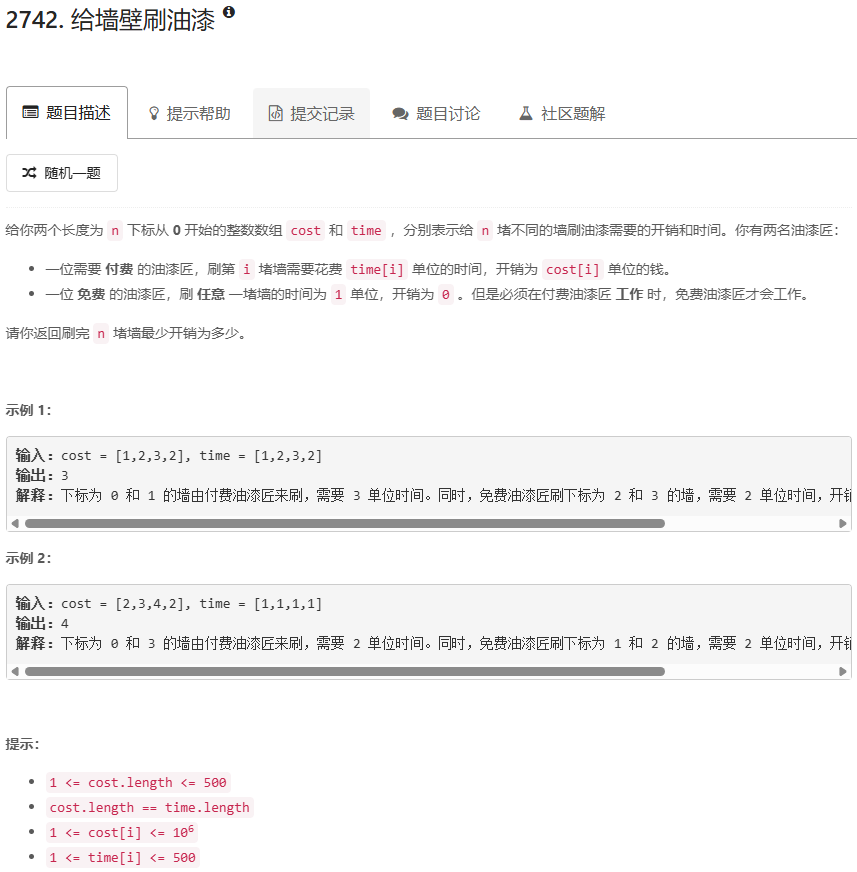 2742. 给墙壁刷油漆
题目描述
提示帮助
提交记录
题目讨论
社区题解
随机一题
给你两个长度为 n 下标从 0 开始的整数数组 cost 和 time ，分别表示给 n 堵不同的墙刷油漆需要的开销和时间。你有两名油漆匠：
一位需要 付费 的油漆匠，刷第 i 堵墙需要花费 time[i] 单位的时间，开销为 cost[i] 单位的钱。
一位 免费 的油漆匠，刷 任意 一堵墙的时间为 1 单位，开销为 0 。但是必须在付费油漆匠 工作 时，免费油漆匠才会工作。
请你返回刷完 n 堵墙最少开销为多少。
示例 1：
输入：cost = [1,2,3,2], time = [1,2,3,2]
输出：3
解释：下标为 0 和 1 的墙由付费油漆匠来刷，需要 3 单位时间。同时，免费油漆匠刷下标为 2 和 3 的墙，需要 2 单位时间，开
示例 2：
输入：cost = [2,3,4,2], time = [1,1,1,1]
输出：4
解释：下标为 0 和 3 的墙由付费油漆匠来刷，需要 2 单位时间。同时，免费油漆匠刷下标为 1 和 2 的墙，需要 2 单位时间，开
提示：
1 <= cost.length <= 500
cost.length == time.length
1 <= cost[i] <= 10⁶
1 <= time[i] <= 500